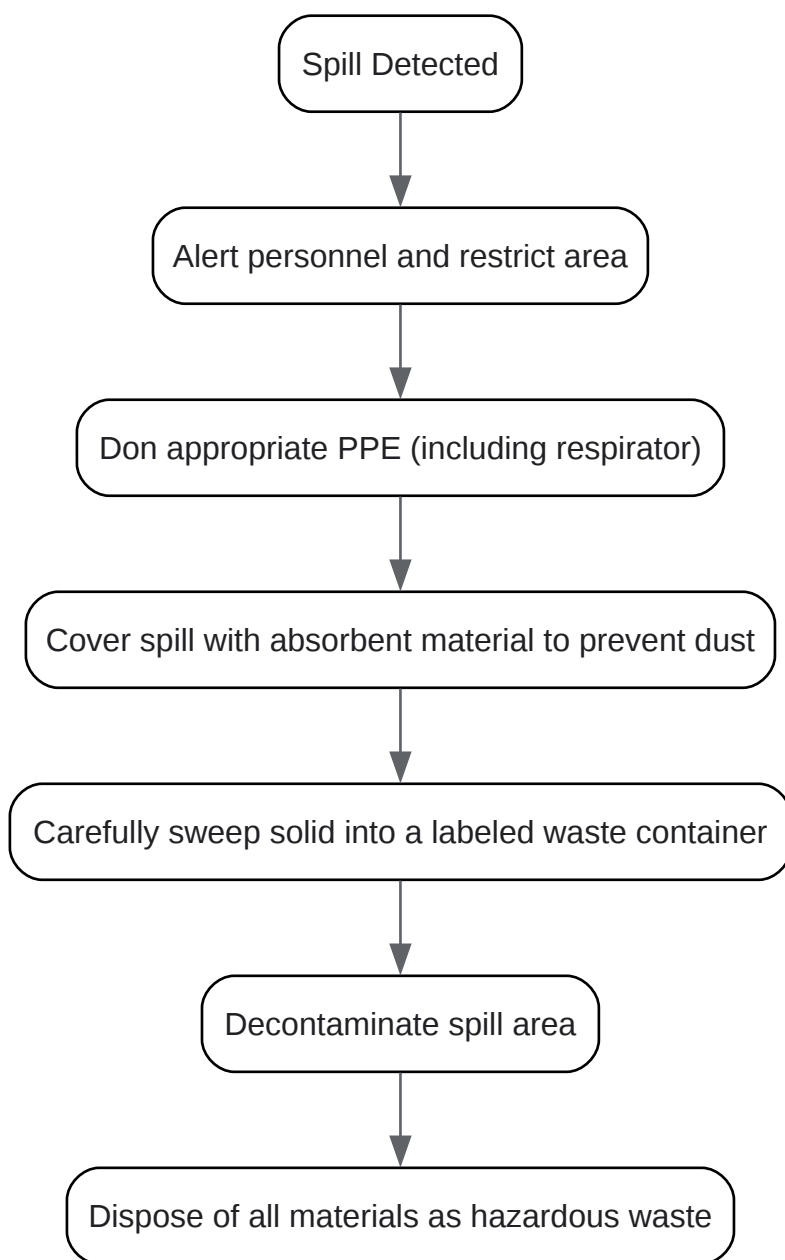 Spill Detected
Alert personnel and restrict area
Don appropriate PPE (including respirator)
Cover spill with absorbent material to prevent dust
Carefully sweep solid into a labeled waste container
Decontaminate spill area
Dispose of all materials as hazardous waste